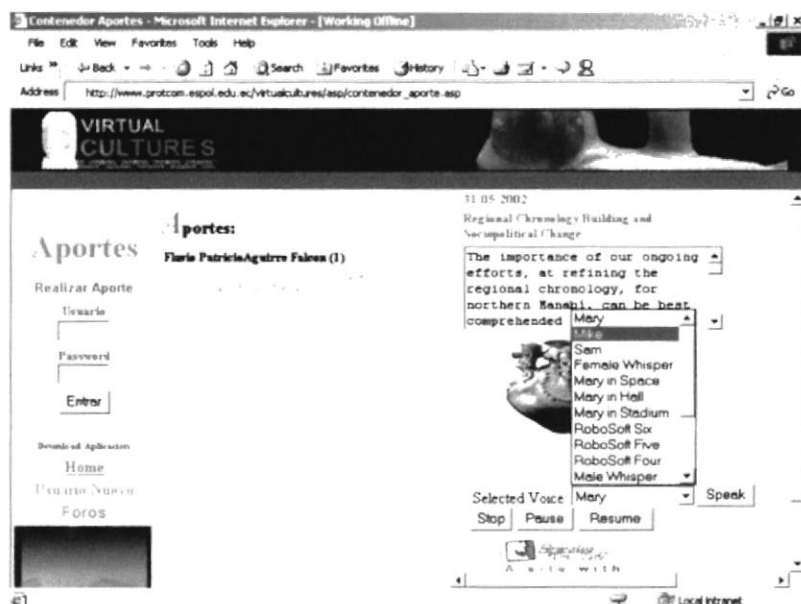 Contenedor Aportes - Microsoft Internet Explorer - [Working Offline]
File Edit View Favorites Tools Help
Links Back Search Favorites History
Address http://www.protcom.espol.edu.ec/virtualcultures/asp/contenedor_aporte.asp Go
VIRTUAL
CULTURES
Aportes
Realizar Aporte
Usuario
Password
Entrar
Download Aplicacion
Home
Usuario Nuevo
Foros
Aportes:
Flavio PatricioAguirre Falcon (1)
31 05 2002
Regional Chronology Building and
Sociopolitical Change
The importance of our ongoing
efforts, at refining the
regional chronology, for
northern Manabi, can be best
comprehended
Mary
Mike
Sam
Female Whisper
Mary in Space
Mary in Hall
Mary in Stadium
RoboSoft Six
RoboSoft Five
RoboSoft Four
Male Whisper
Selected Voice Mary Speak
Stop Pause Resume
A site with
Local intranet